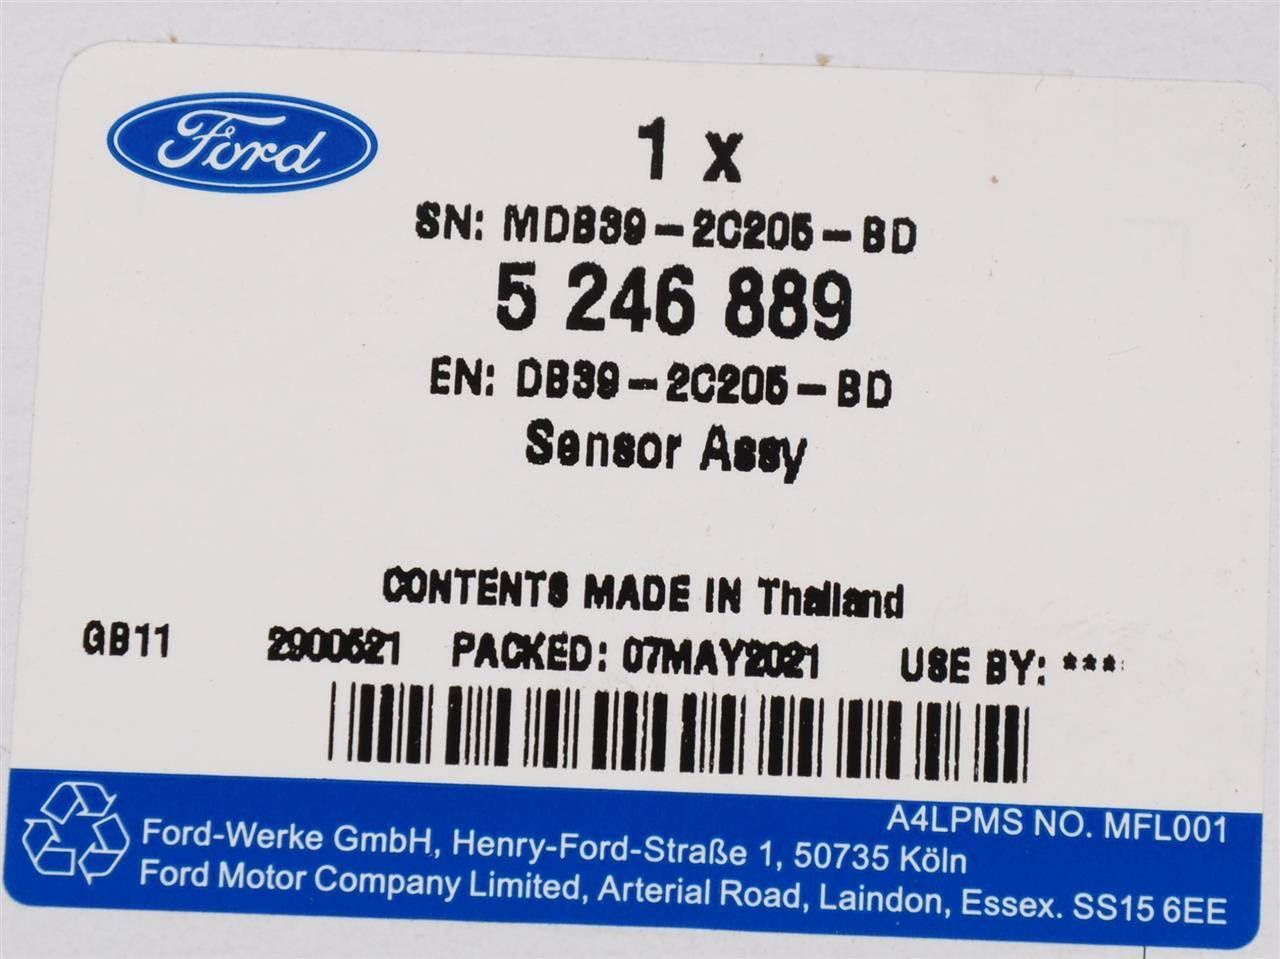 Ford
1 x
SN: MDB39-2C205-BD
5 246 889
EN: DB39-2C205-BD
Sensor Assy
CONTENTS MADE IN Thailand
GB11 2900521 PACKED: 07MAY2021 USE BY: ***
A4LPMS NO. MFL001
Ford-Werke GmbH, Henry-Ford-Straße 1, 50735 Köln
Ford Motor Company Limited, Arterial Road, Laindon, Essex. SS15 6EE